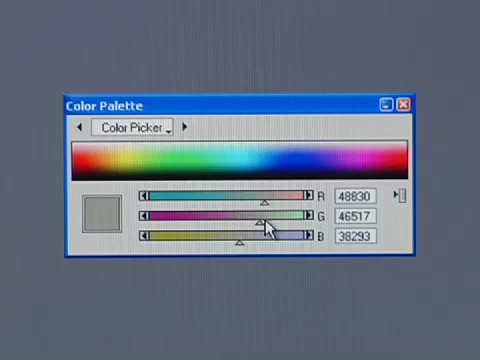 Color Palette
Color Picker
R 48830
G 46517
B 38293